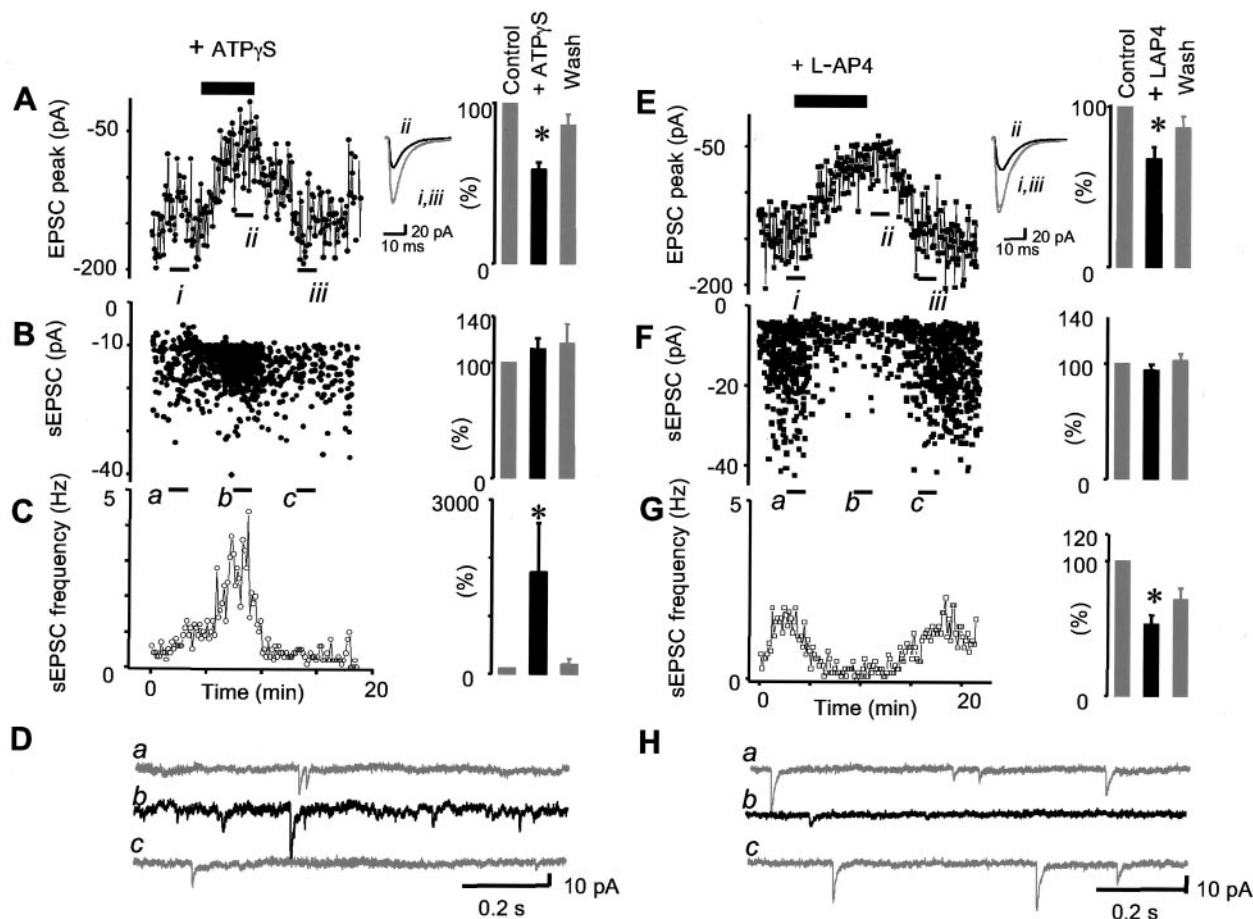 + ATPγS
Control
+ ATPγS
Wash
A
EPSC peak (pA)
-50
-200
ii
i,iii
20 pA
10 ms
i
ii
iii
(%)
100
0
B
sEPSC (pA)
0
-10
-40
(%)
140
100
0
a
b
c
C
sEPSC frequency (Hz)
5
0
0
20
Time (min)
(%)
3000
0
D
a
b
c
0.2 s
10 pA
+ L-AP4
Control
+ LAP4
Wash
E
EPSC peak (pA)
-50
-200
ii
i,iii
20 pA
10 ms
i
ii
iii
(%)
100
0
*
*
F
sEPSC (pA)
0
-20
-40
(%)
140
100
0
a
b
c
G
sEPSC frequency (Hz)
5
0
0
20
Time (min)
(%)
120
100
0
*
*
H
a
b
c
0.2 s
10 pA